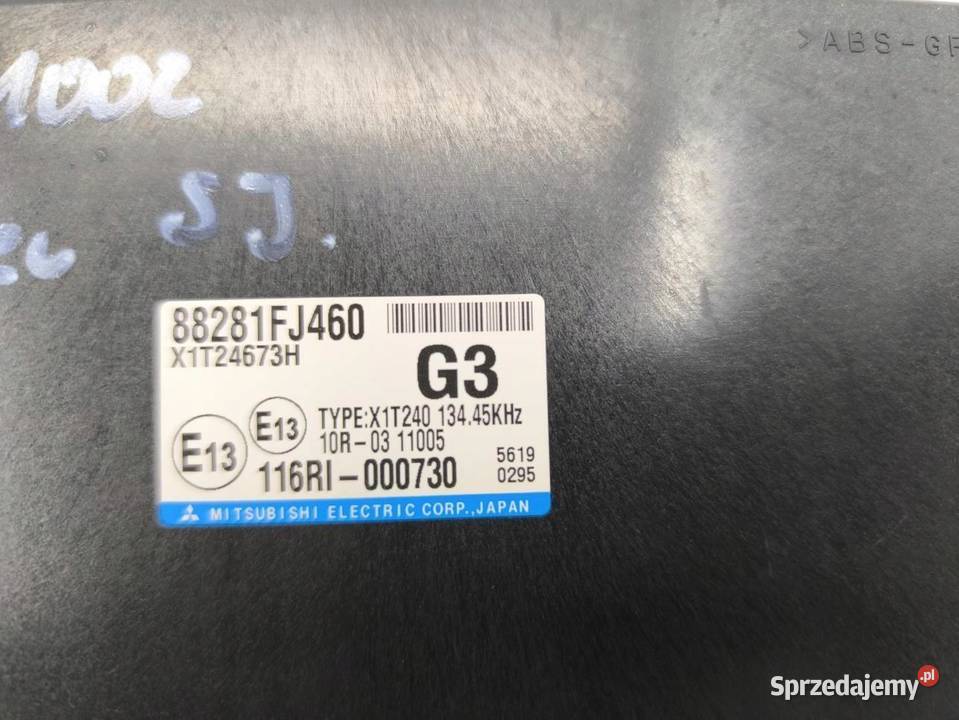 >ABS-GF
1002
SJ.
88281FJ460
X1T24673H
G3
E13
E13
TYPE:X1T240 134.45KHz
10R-03 11005
116RI-000730
5619
0295
MITSUBISHI ELECTRIC CORP.,JAPAN
Sprzedajemy.pl